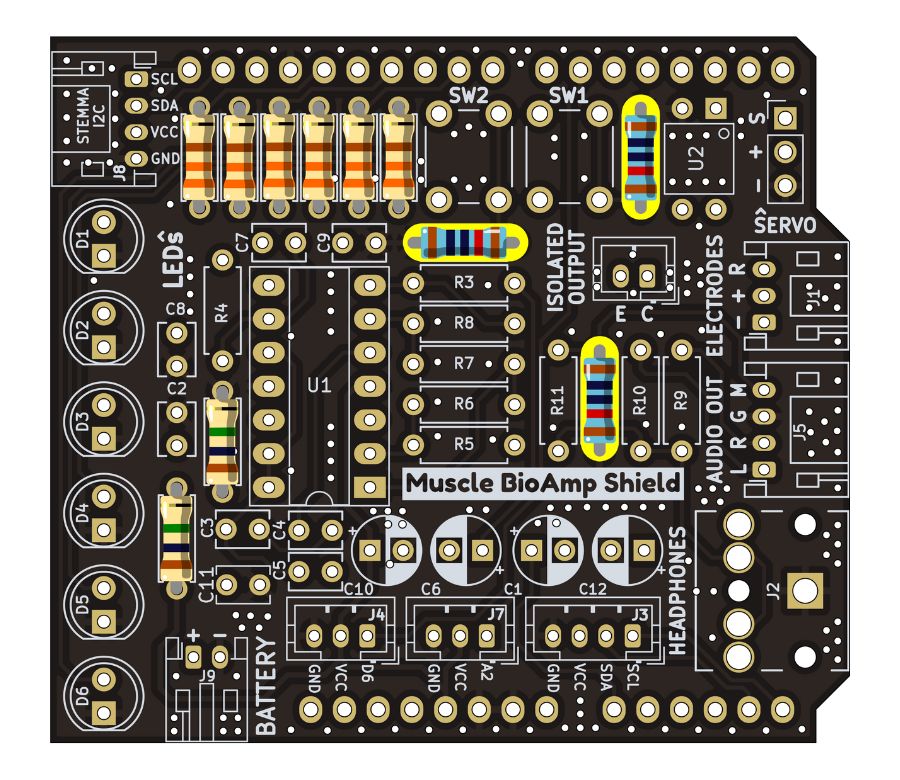 SCL
SDA
VCC
GND
STEMMA
I2C
J8
SW2
SW1
U2
S
+
−
SERVO
D1
LEDs
C7
C9
R4
C8
R3
R8
R7
R6
R5
ISOLATED
OUTPUT
E C
ELECTRODES
R
+
−
J1
D2
U1
C2
D3
R11
R10
R9
AUDIO OUT
L R G M
J5
Muscle BioAmp Shield
D4
C3
C4
+
+
+
+
C11
C5
C10
C6
C1
C12
HEADPHONES
J2
D5
J4
J7
J3
+
−
J9
BATTERY
GND
VCC
D6
GND
VCC
A2
GND
VCC
SDA
SCL
D6